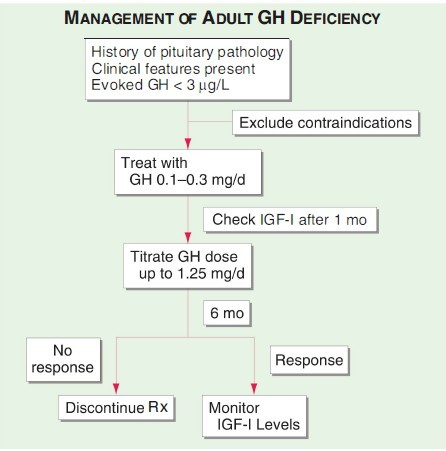 MANAGEMENT OF ADULT GH DEFICIENCY
History of pituitary pathology
Clinical features present
Evoked GH < 3 μg/L
Exclude contraindications
Treat with
GH 0.1–0.3 mg/d
Check IGF-I after 1 mo
Titrate GH dose
up to 1.25 mg/d
6 mo
No
response
Response
Discontinue Rx
Monitor
IGF-I Levels